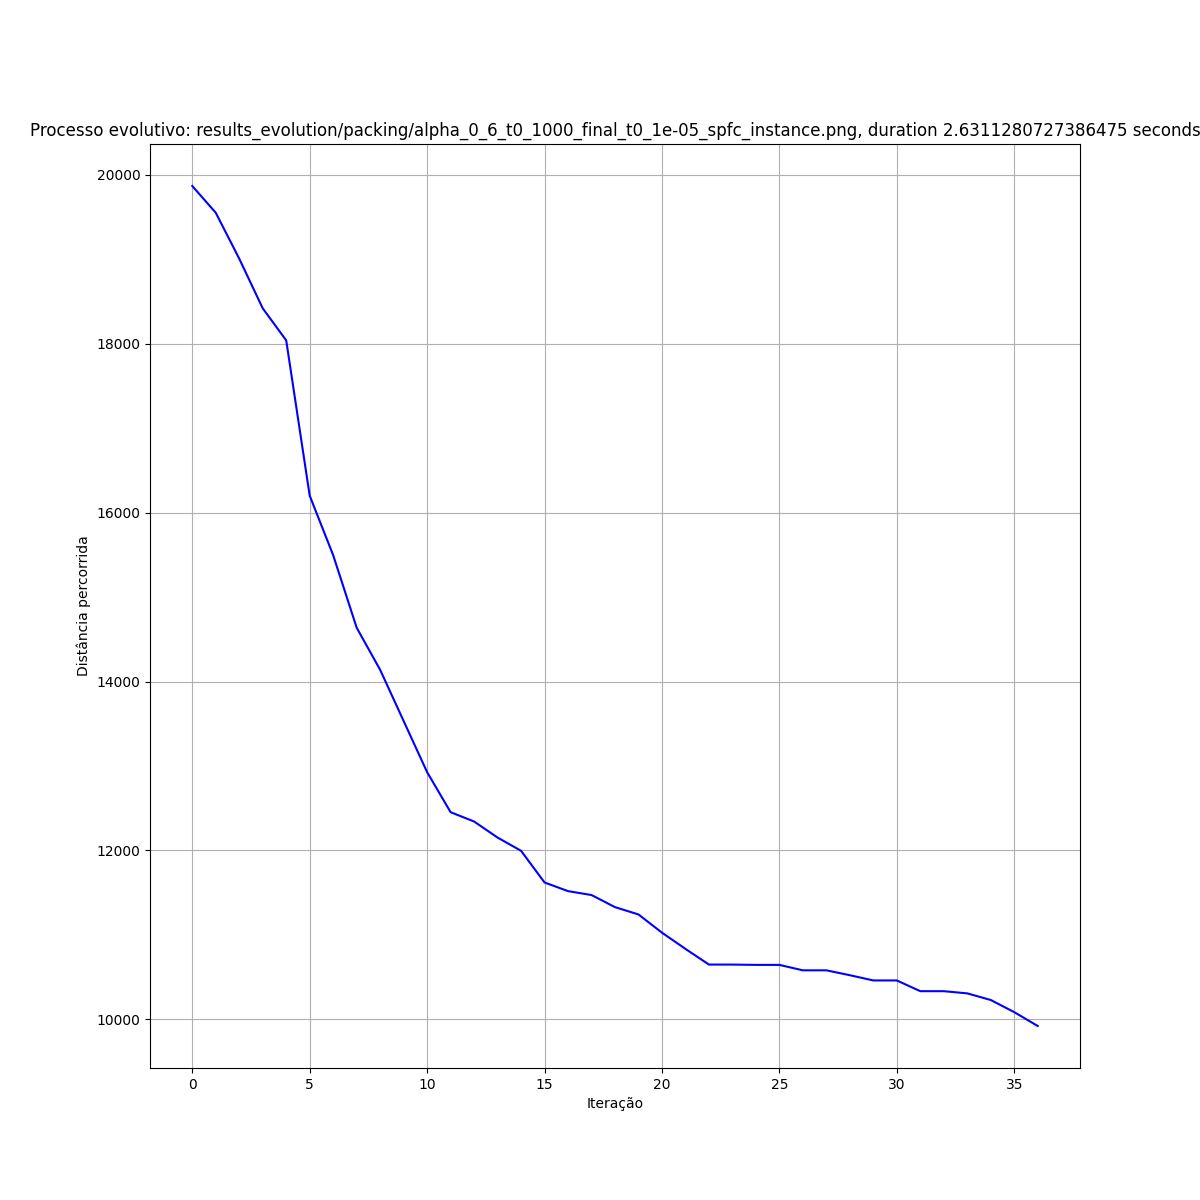 Processo evolutivo: results_evolution/packing/alpha_0_6_t0_1000_final_t0_1e-05_spfc_instance.png, duration 2.6311280727386475 seconds
20000
18000
16000
14000
12000
10000
Distância percorrida
0 5 10 15 20 25 30 35
Iteração